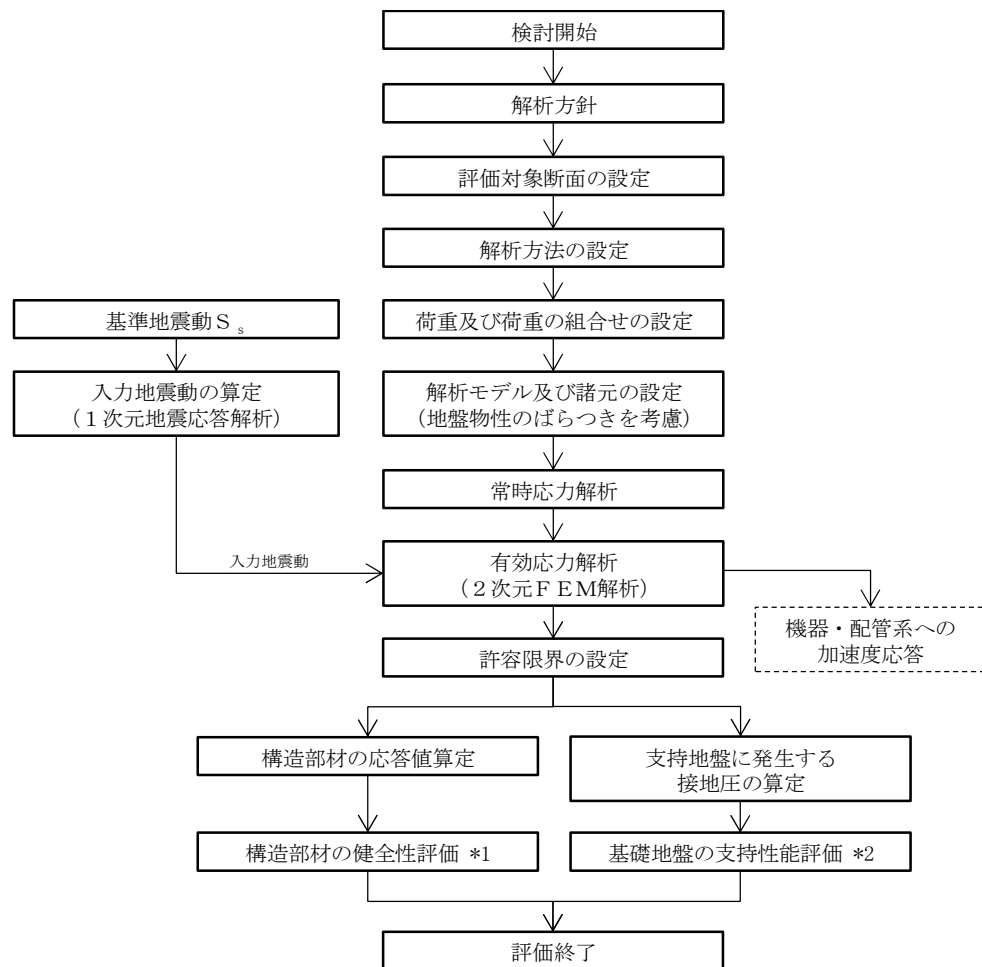 検討開始
解析方針
評価対象断面の設定
解析方法の設定
基準地震動Ｓｓ
荷重及び荷重の組合せの設定
入力地震動の算定
（１次元地震応答解析）
解析モデル及び諸元の設定
（地盤物性のばらつきを考慮）
常時応力解析
入力地震動
有効応力解析
（２次元ＦＥＭ解析）
機器・配管系への
加速度応答
許容限界の設定
構造部材の応答値算定
支持地盤に発生する
接地圧の算定
構造部材の健全性評価 *1
基礎地盤の支持性能評価 *2
評価終了